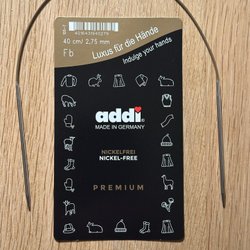 40 cm/ 2,75 mm
Fb
Luxus für die Hände
Indulge your hands
addi
MADE IN GERMANY
NICKELFREI
NICKEL-FREE
PREMIUM